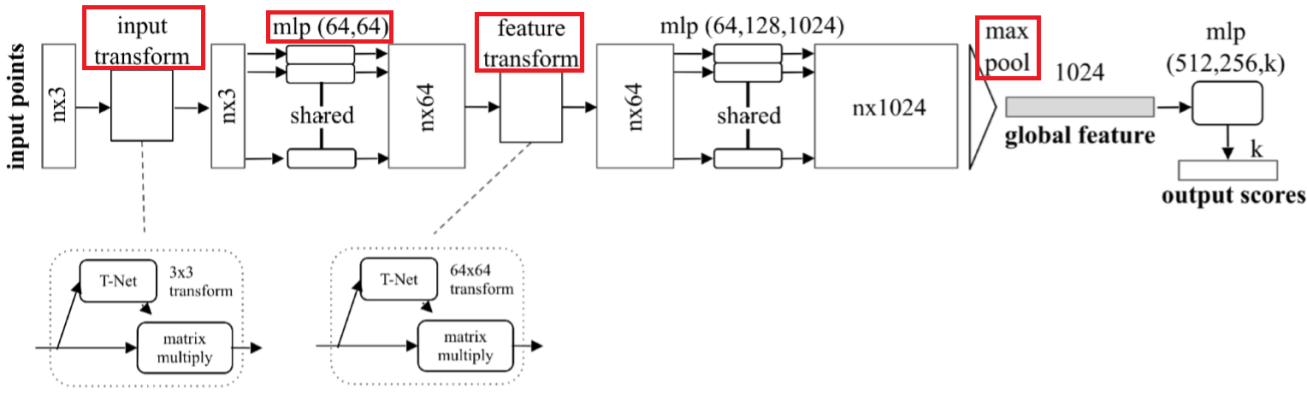 input points
nx3
input
transform
nx3
mlp (64,64)
shared
nx64
feature
transform
nx64
mlp (64,128,1024)
shared
nx1024
max
pool
1024
global feature
mlp
(512,256,k)
k
output scores
T-Net
3x3
transform
matrix
multiply
T-Net
64x64
transform
matrix
multiply